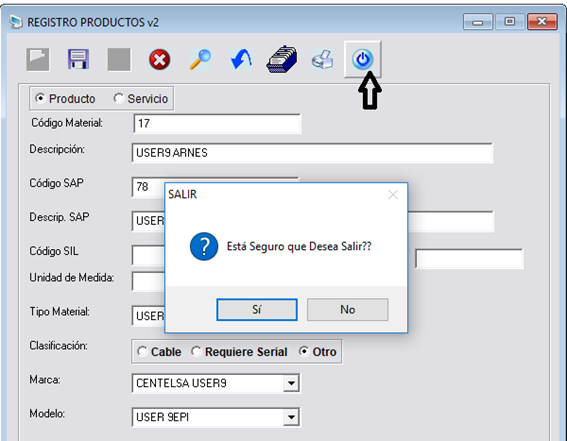 REGISTRO PRODUCTOS v2
Producto Servicio
Código Material: 17
Descripción: USER9 ARNES
Código SAP 78
SALIR
Descrip. SAP USER
Está Seguro que Desea Salir??
Código SIL
Unidad de Medida:
Sí No
Tipo Material: USER
Clasificación: Cable Requiere Serial Otro
Marca: CENTELSA USER9
Modelo: USER 9EPI